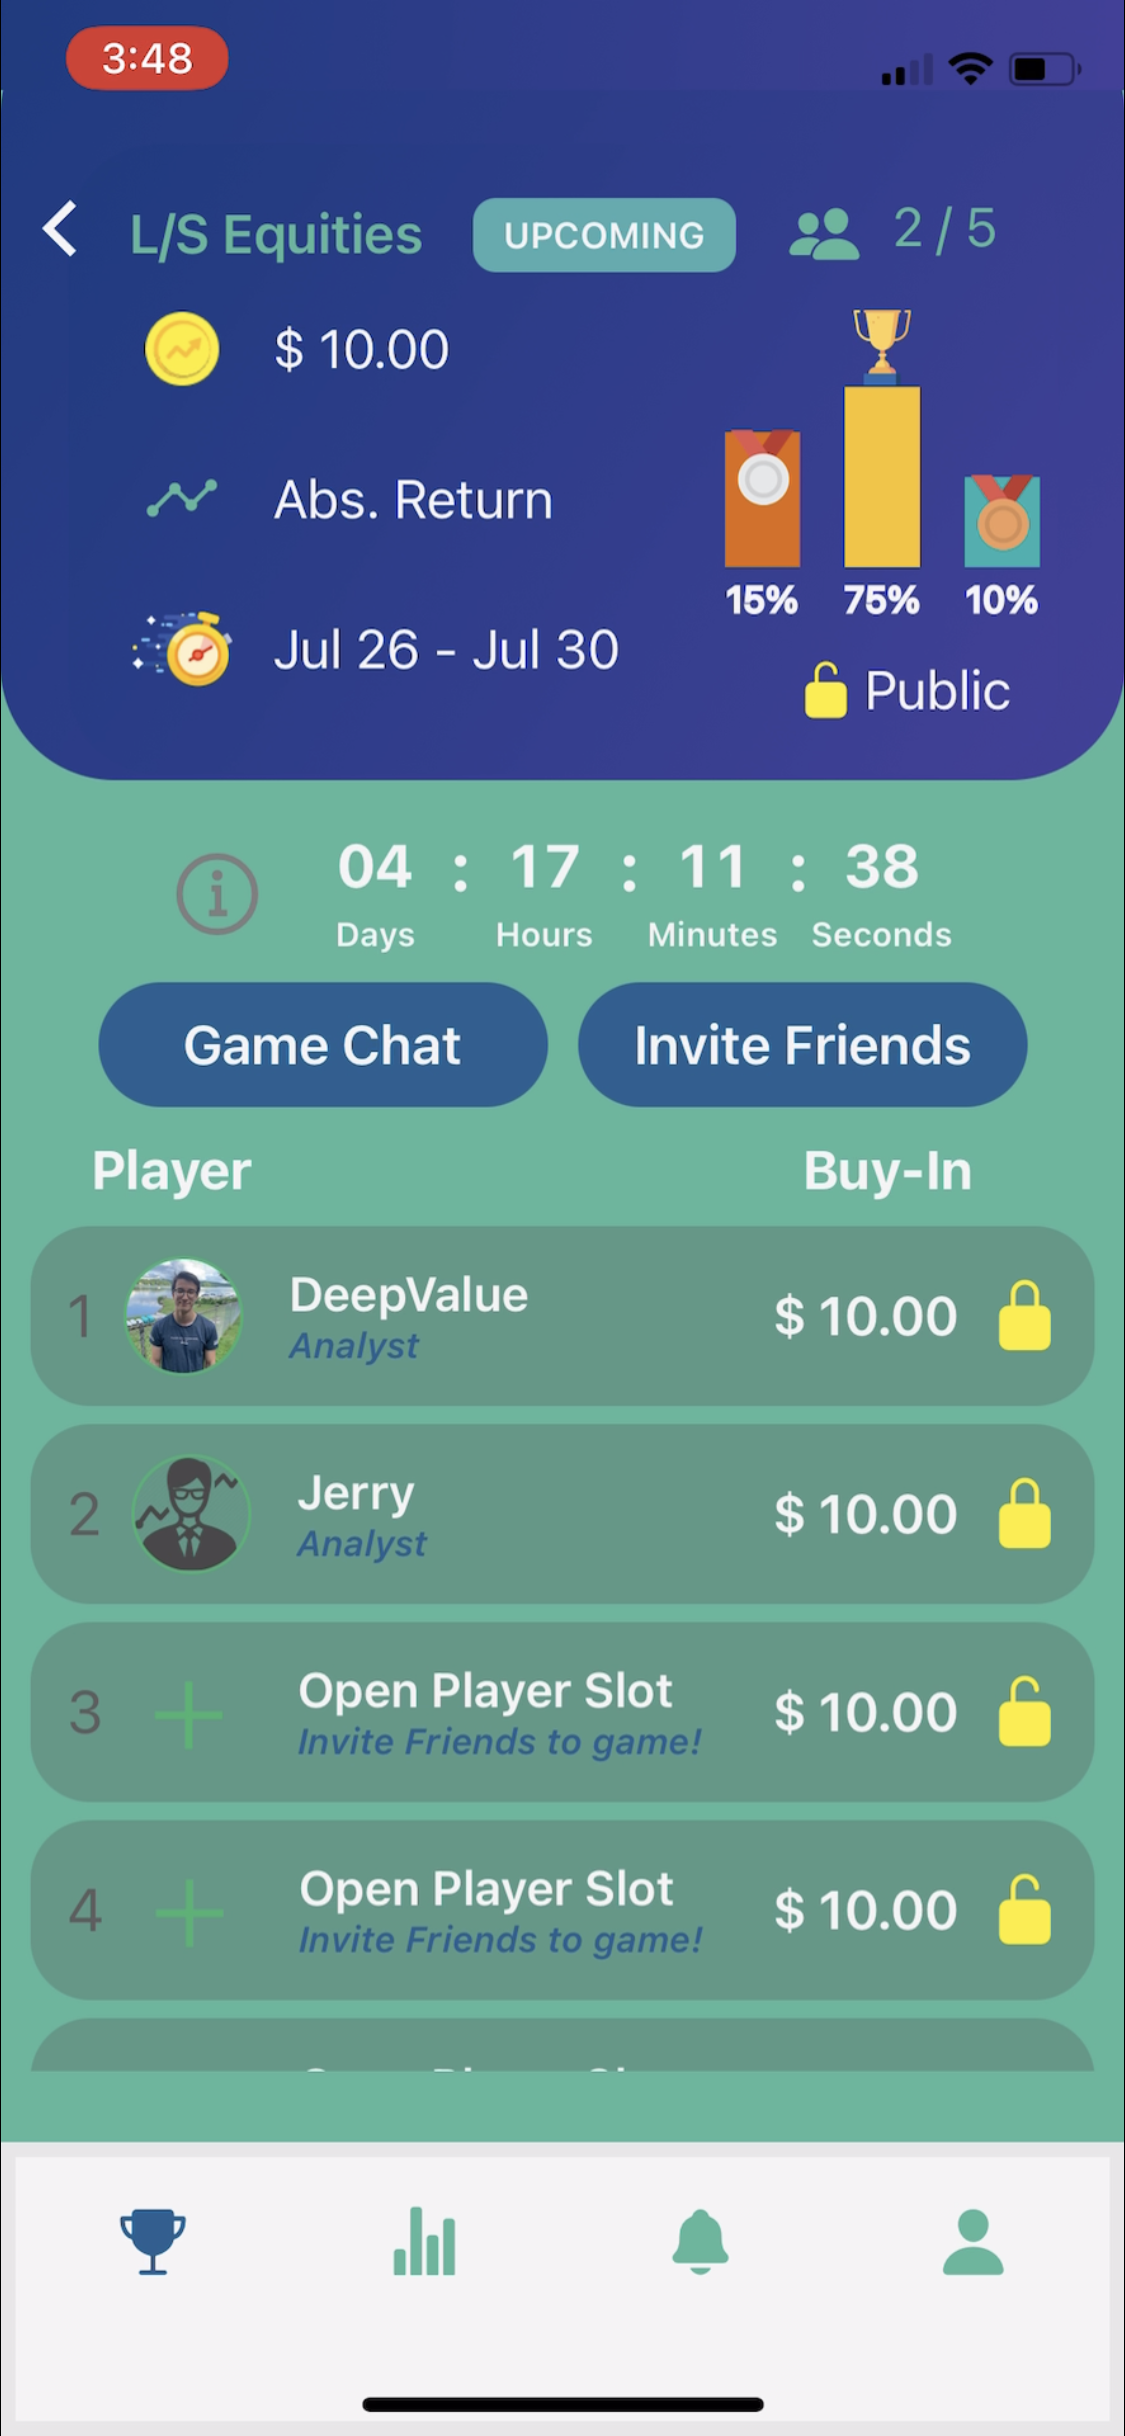 3:48
L/S Equities
UPCOMING
2 / 5
$ 10.00
Abs. Return
Jul 26 - Jul 30
15% 75% 10%
Public
04 : 17 : 11 : 38
Days Hours Minutes Seconds
Game Chat
Invite Friends
Player Buy-In
1 DeepValue $ 10.00
Analyst
2 Jerry $ 10.00
Analyst
3 Open Player Slot $ 10.00
Invite Friends to game!
4 Open Player Slot $ 10.00
Invite Friends to game!